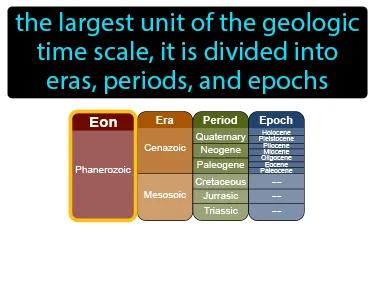 the largest unit of the geologic
time scale, it is divided into
eras, periods, and epochs
Eon Era Period Epoch
Phanerozoic
Cenazoic
Quaternary
Holocene
Pleistocene
Neogene
Pliocene
Miocene
Paleogene
Oligocene
Eocene
Paleocene
Mesosoic
Cretaceous --
Jurrasic --
Triassic --